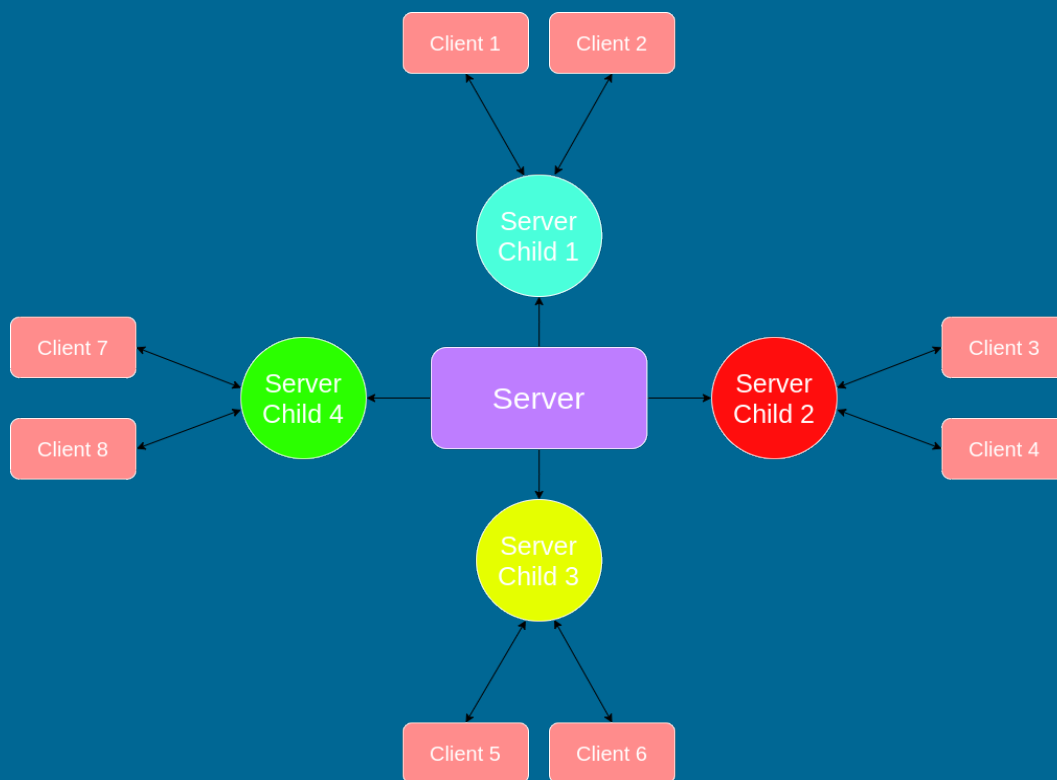 Client 1
Client 2
Server
Child 1
Client 7
Server
Child 4
Client 8
Server
Server
Child 2
Client 3
Client 4
Server
Child 3
Client 5
Client 6